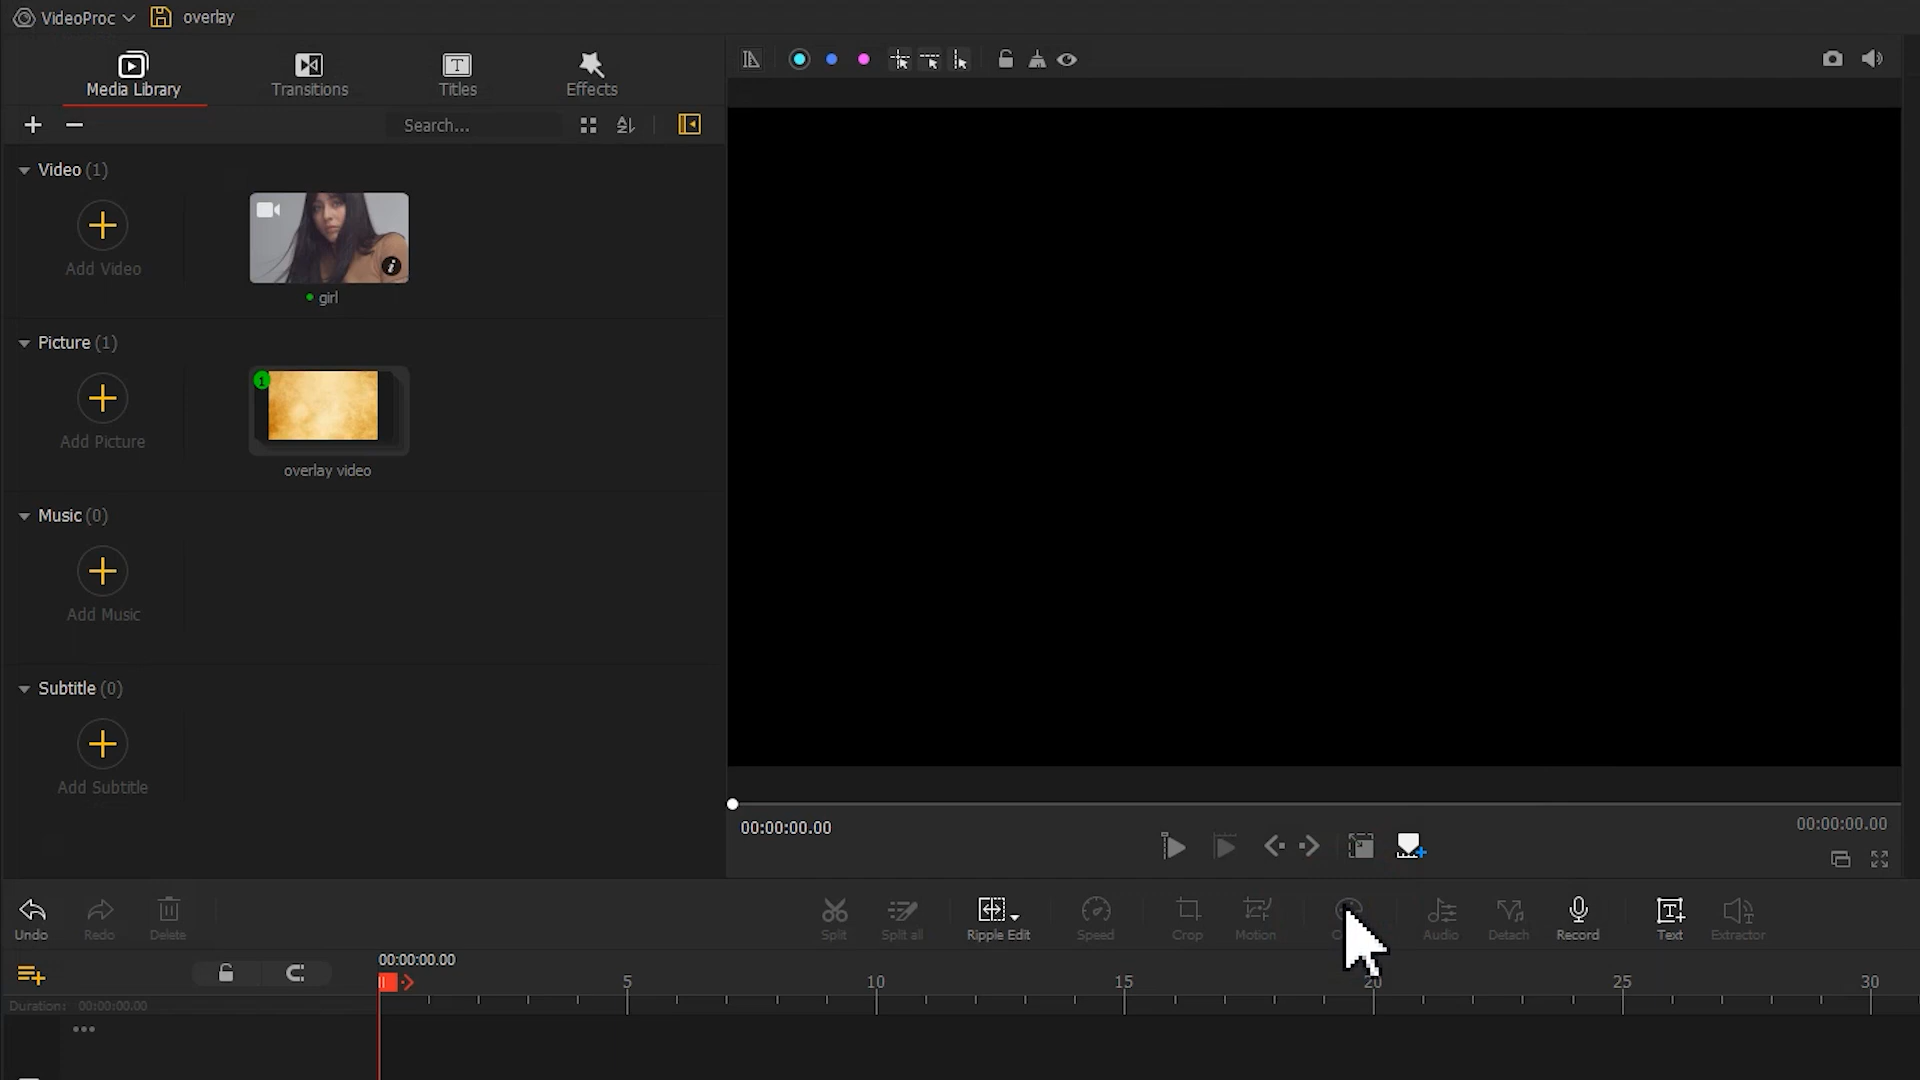 VideoProc overlay
Media Library Transitions Titles Effects
Search...
Video (1)
Add Video
girl
Picture (1)
1
Add Picture
overlay video
Music (0)
Add Music
Subtitle (0)
Add Subtitle
00:00:00.00 00:00:00.00
Undo Redo Delete Split Split all Ripple Edit Speed Crop Motion Audio Detach Record Text Extractor
00:00:00.00
5 10 15 20 25 30
Duration: 00:00:00.00